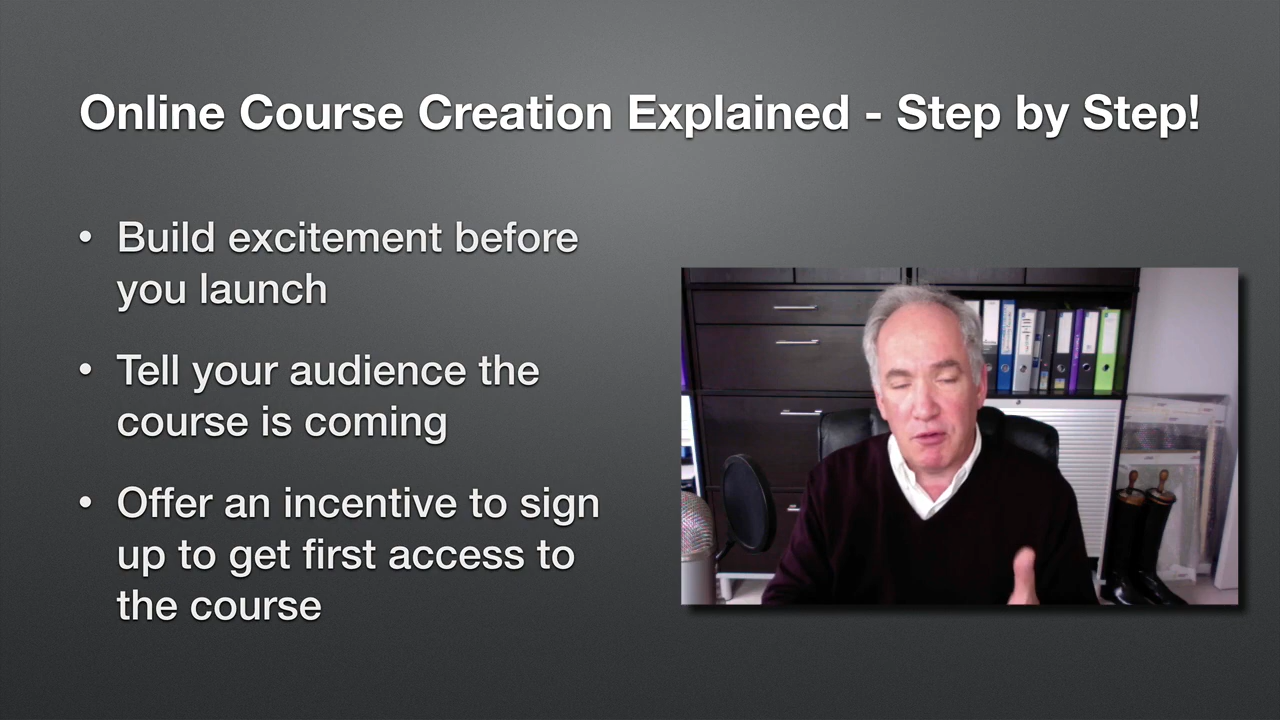 Online Course Creation Explained - Step by Step!
• Build excitement before
you launch
• Tell your audience the
course is coming
• Offer an incentive to sign
up to get first access to
the course